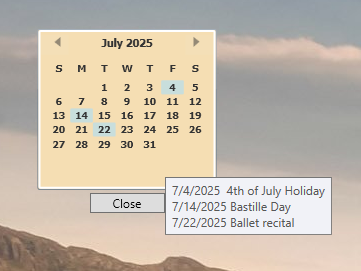 July 2025
S M T W T F S
1 2 3 4 5
6 7 8 9 10 11 12
13 14 15 16 17 18 19
20 21 22 23 24 25 26
27 28 29 30 31
Close
7/4/2025 4th of July Holiday
7/14/2025 Bastille Day
7/22/2025 Ballet recital